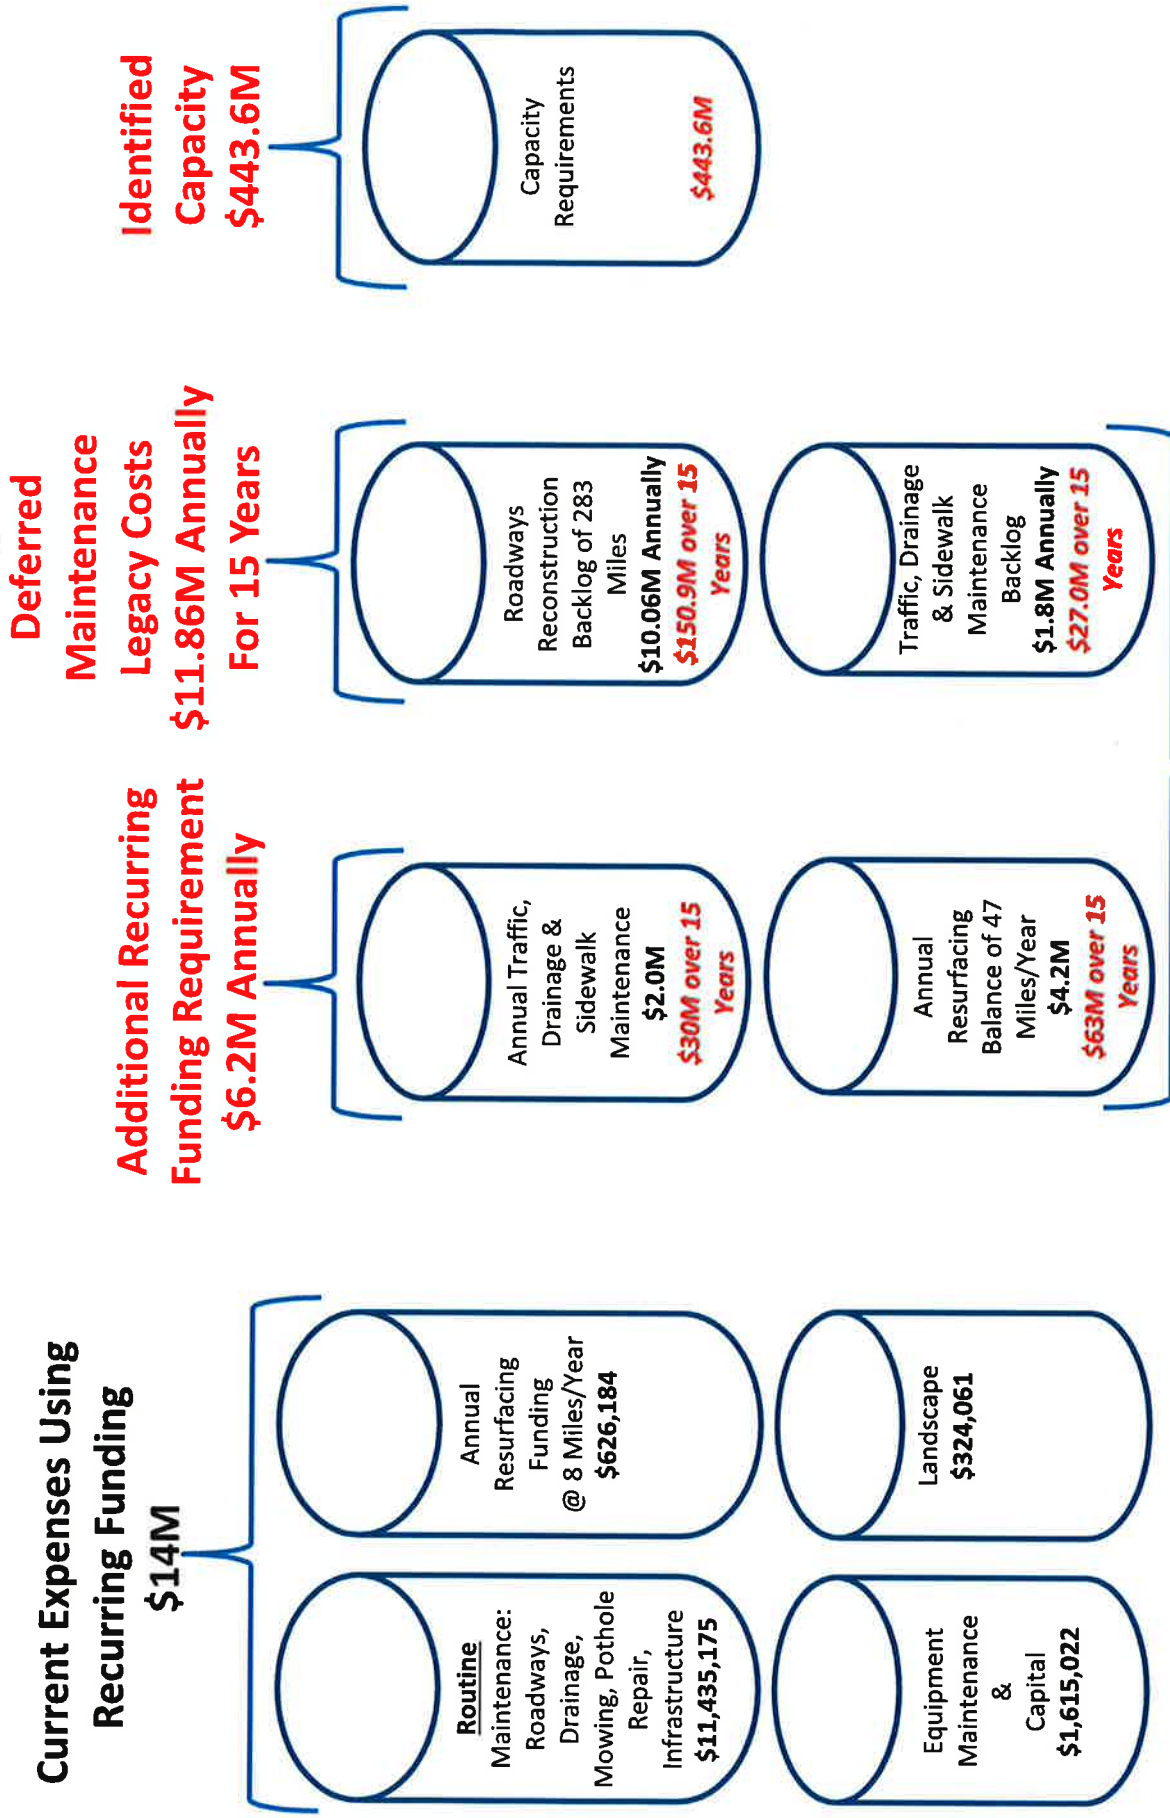 Current Expenses Using
Recurring Funding
$14M
Routine
Maintenance:
Roadways,
Drainage,
Mowing, Pothole
Repair,
Infrastructure
$11,435,175
Annual
Resurfacing
Funding
@ 8 Miles/Year
$626,184
Equipment
Maintenance
&
Capital
$1,615,022
Landscape
$324,061
Additional Recurring
Funding Requirement
$6.2M Annually
Annual Traffic,
Drainage &
Sidewalk
Maintenance
$2.0M
$30M over 15
Years
Annual
Resurfacing
Balance of 47
Miles/Year
$4.2M
$63M over 15
Years
Deferred
Maintenance
Legacy Costs
$11.86M Annually
For 15 Years
Roadways
Reconstruction
Backlog of 283
Miles
$10.06M Annually
$150.9M over 15
Years
Traffic, Drainage
& Sidewalk
Maintenance
Backlog
$1.8M Annually
$27.0M over 15
Years
Identified
Capacity
$443.6M
Capacity
Requirements
$443.6M